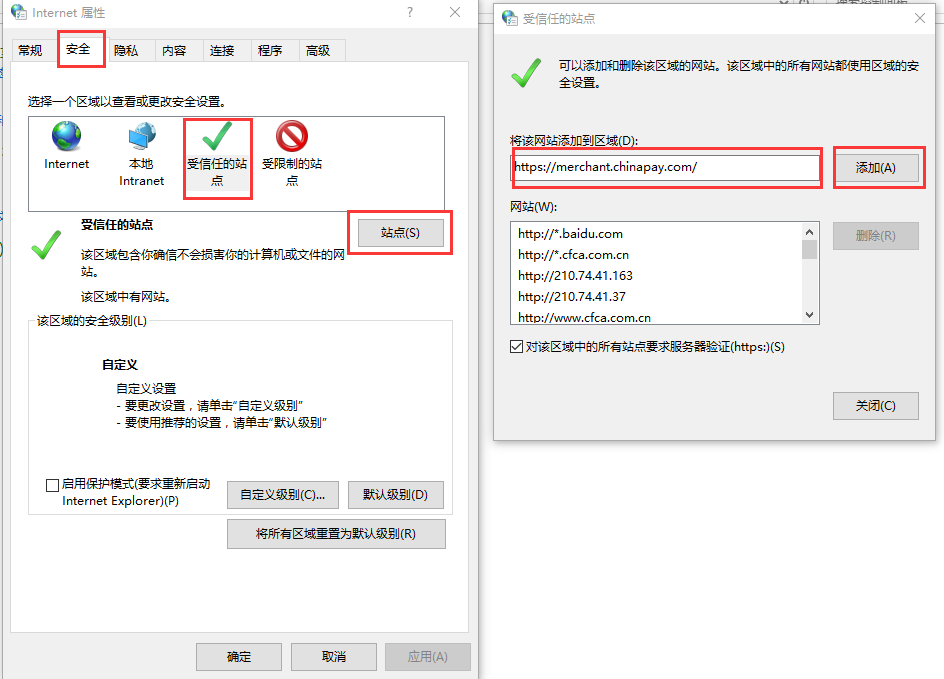 Internet 属性
?
常规
安全
隐私
内容
连接
程序
高级
选择一个区域以查看或更改安全设置。
Internet
本地
Intranet
受信任的站
点
受限制的站
点
受信任的站点
站点(S)
该区域包含你确信不会损害你的计算机或文件的网
站。
该区域中有网站。
该区域的安全级别(L)
自定义
自定义设置
- 要更改设置，请单击“自定义级别”
- 要使用推荐的设置，请单击“默认级别”
启用保护模式(要求重新启动
Internet Explorer)(P)
自定义级别(C)...
默认级别(D)
将所有区域重置为默认级别(R)
确定
取消
应用(A)
受信任的站点
可以添加和删除该区域的网站。该区域中的所有网站都使用区域的安
全设置。
将该网站添加到区域(D):
https://merchant.chinapay.com/
添加(A)
网站(W):
http://*.baidu.com
http://*.cfca.com.cn
http://210.74.41.163
http://210.74.41.37
http://www.cfca.com.cn
删除(R)
对该区域中的所有站点要求服务器验证(https:)(S)
关闭(C)